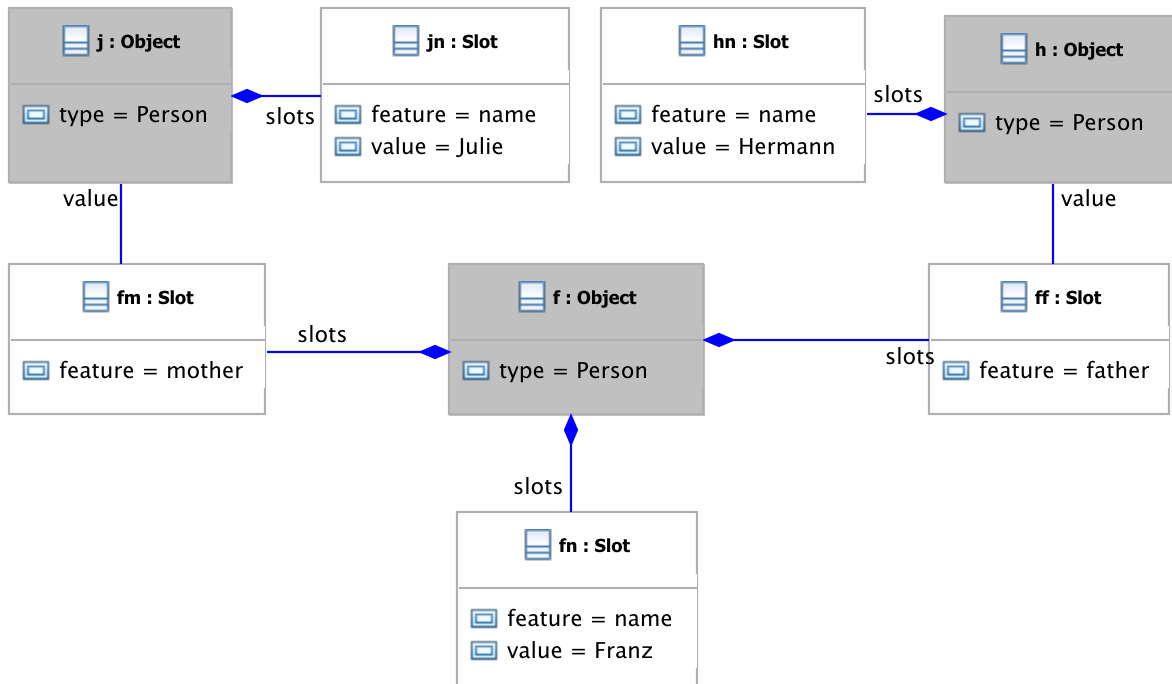 j : Object
type = Person
slots
jn : Slot
feature = name
value = Julie
hn : Slot
feature = name
value = Hermann
slots
h : Object
type = Person
value
value
fm : Slot
feature = mother
slots
f : Object
type = Person
slots
ff : Slot
feature = father
slots
fn : Slot
feature = name
value = Franz